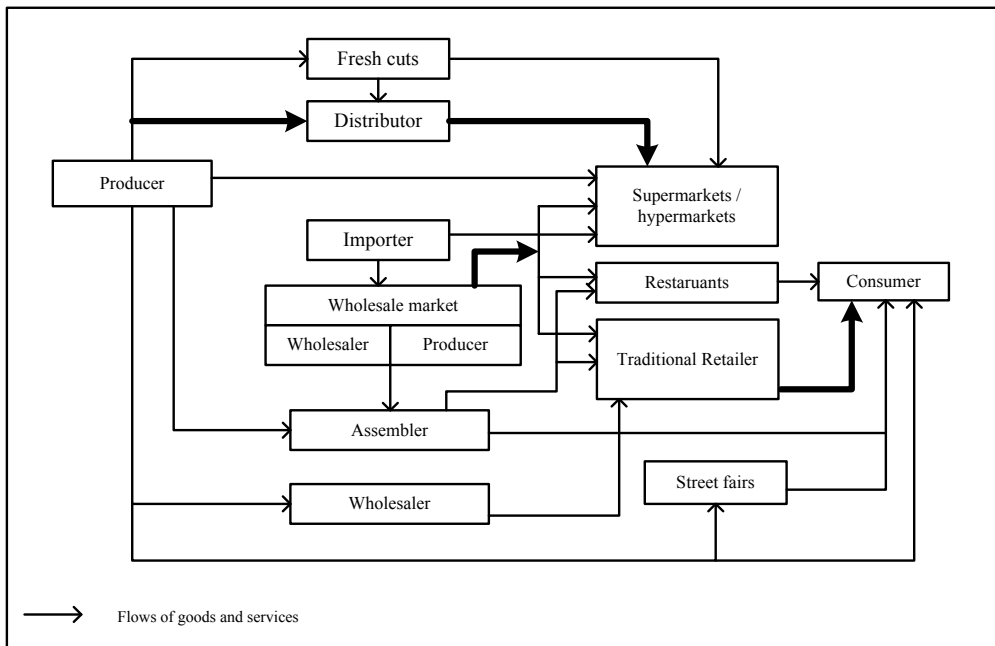 Fresh cuts
Distributor
Producer
Supermarkets /
hypermarkets
Importer
Restaruants
Consumer
Wholesale market
Wholesaler
Producer
Traditional Retailer
Assembler
Street fairs
Wholesaler
Flows of goods and services